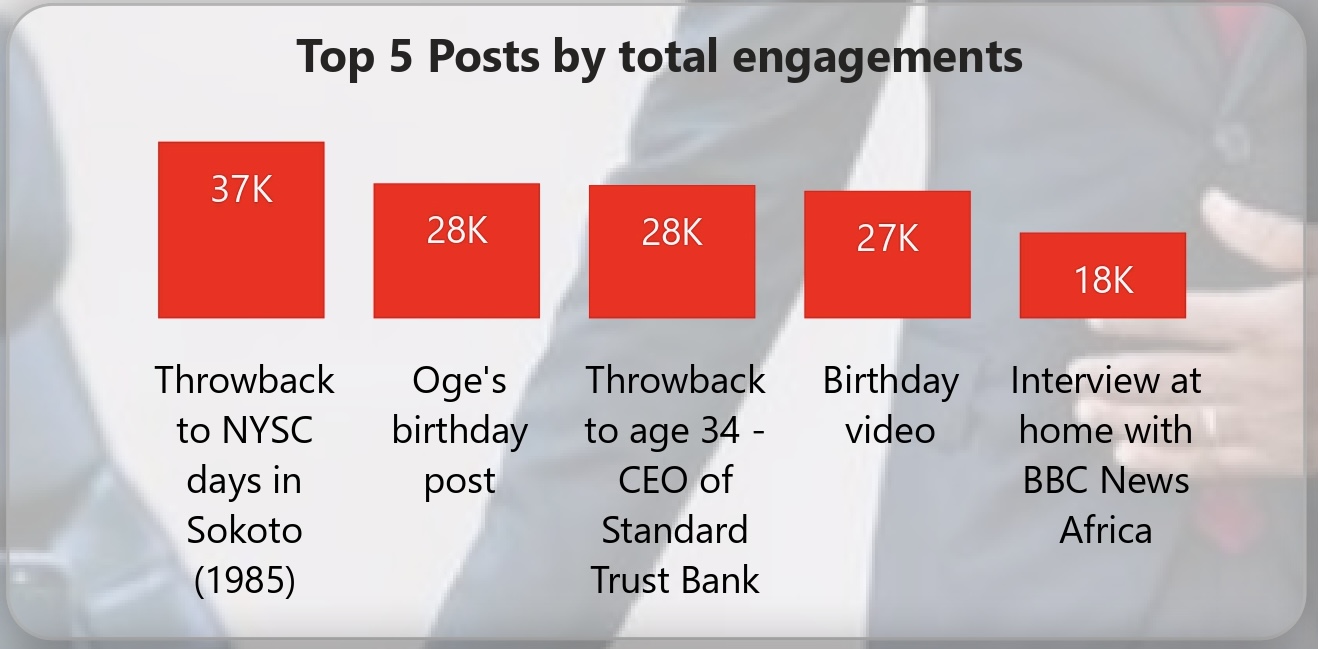 Top 5 Posts by total engagements
37K
28K
28K
27K
18K
Throwback
to NYSC
days in
Sokoto
(1985)
Oge's
birthday
post
Throwback
to age 34 -
CEO of
Standard
Trust Bank
Birthday
video
Interview at
home with
BBC News
Africa